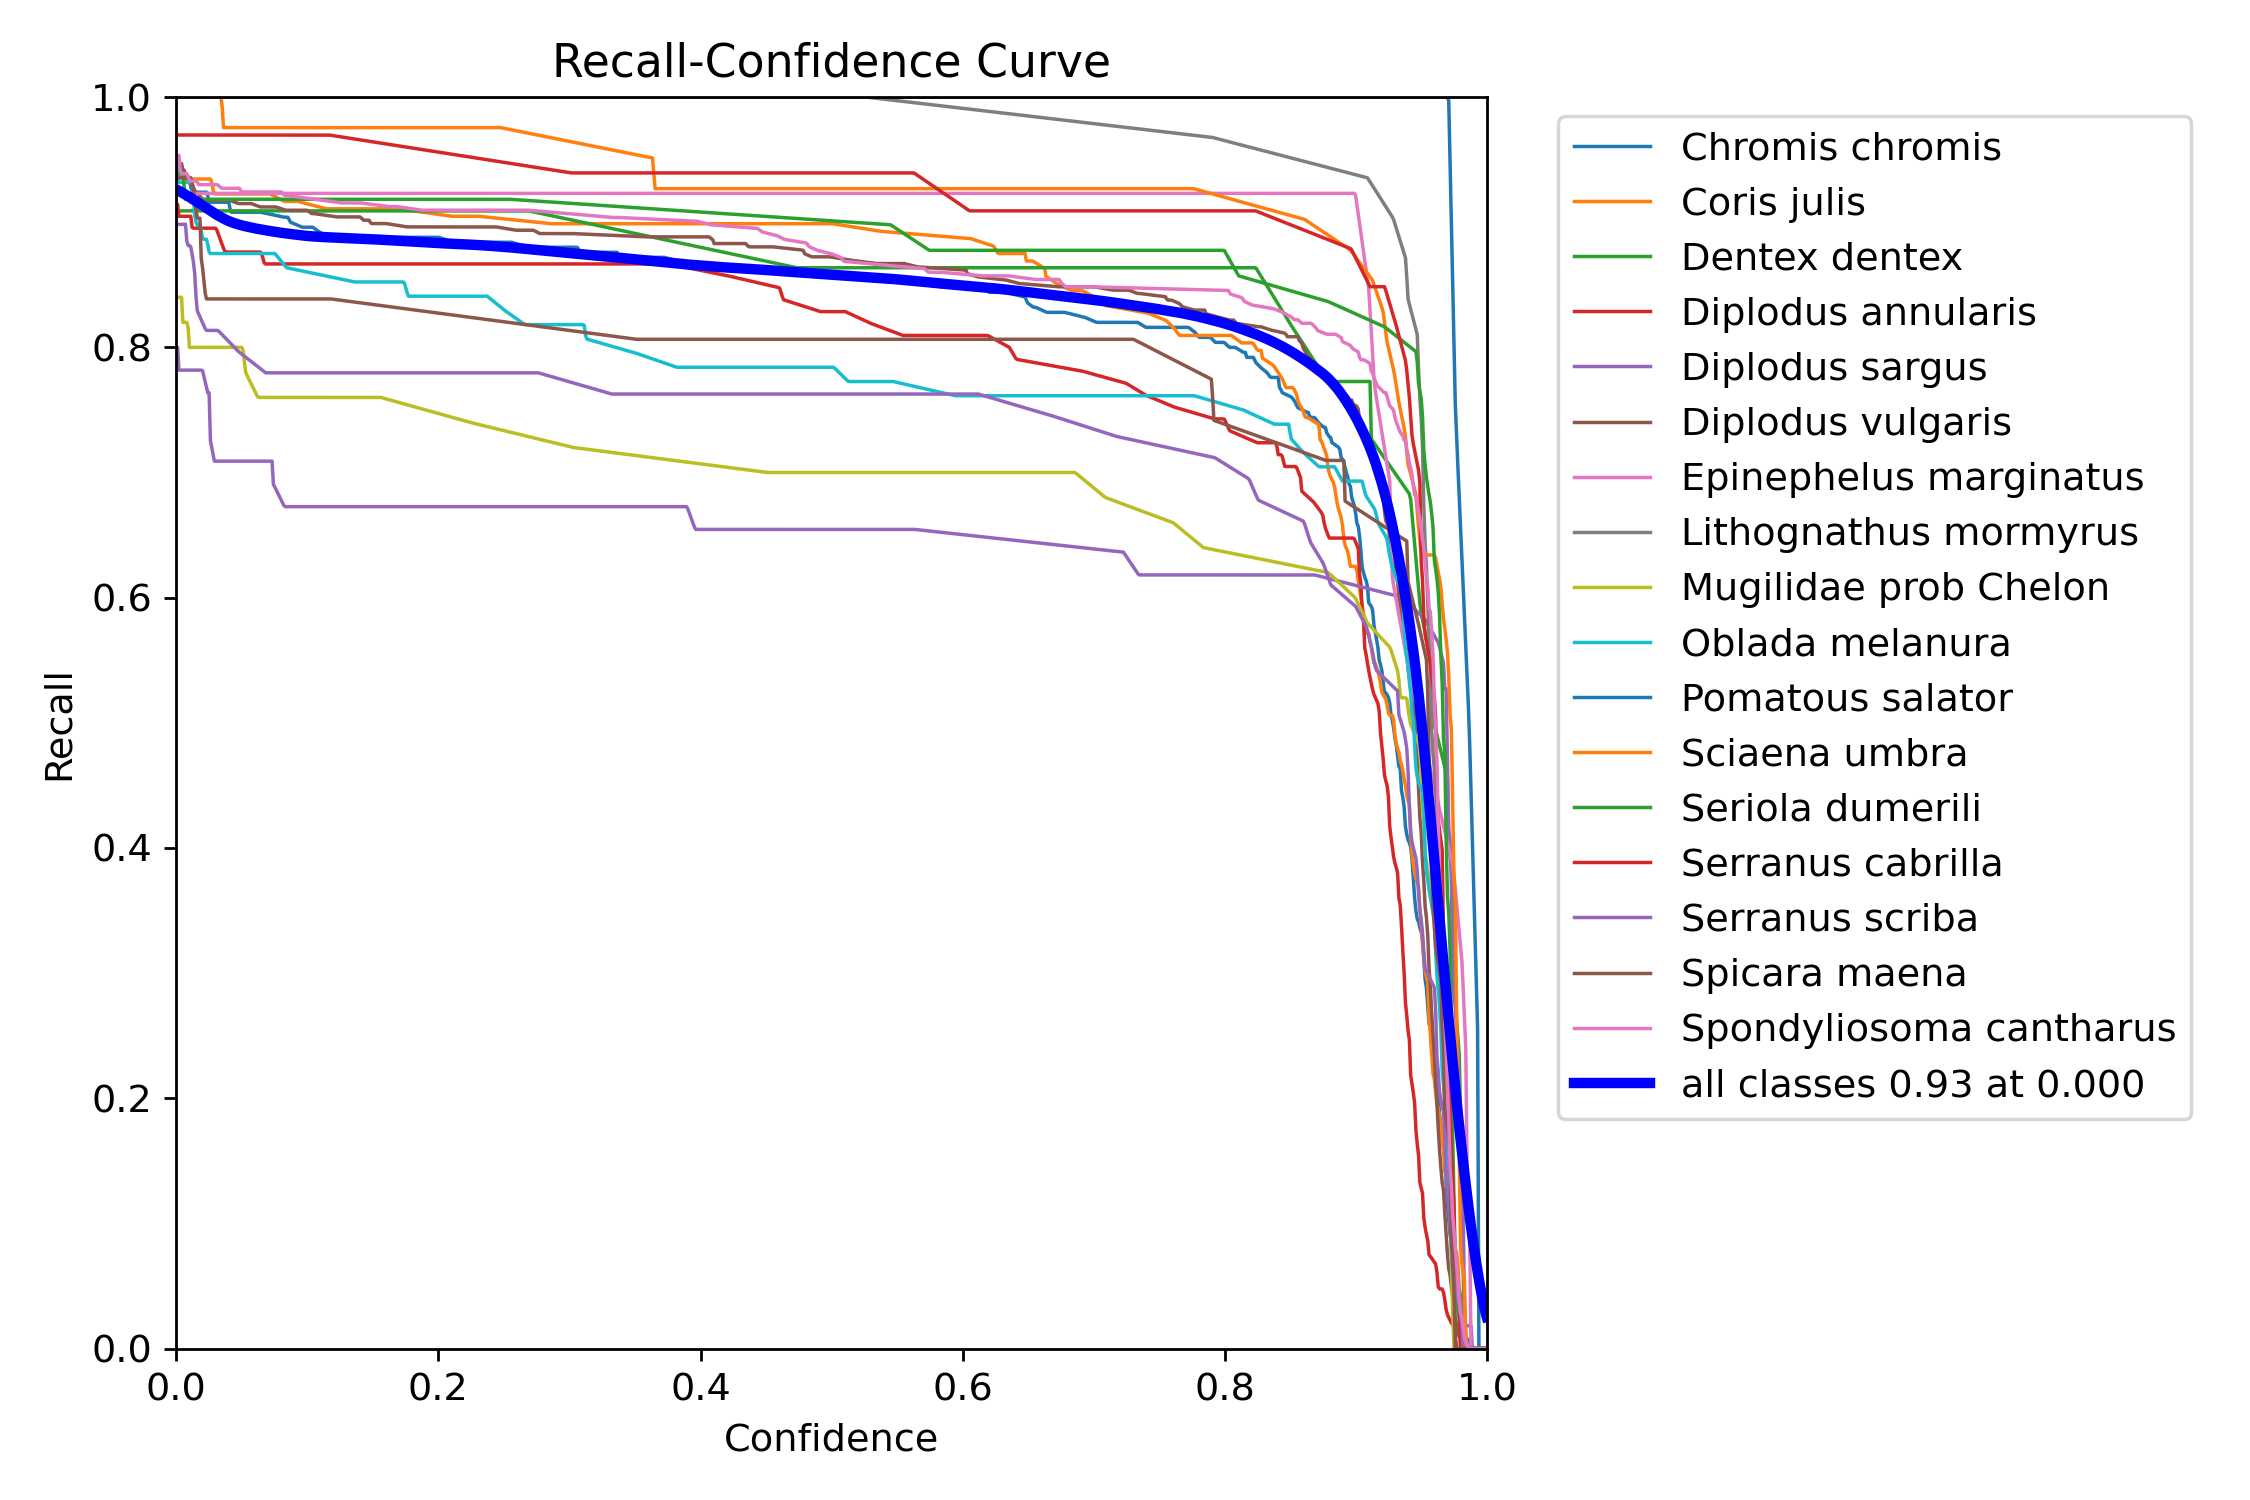 Recall-Confidence Curve
1.0
0.8
0.6
0.4
0.2
0.0
Recall
0.0 0.2 0.4 0.6 0.8 1.0
Confidence
Chromis chromis
Coris julis
Dentex dentex
Diplodus annularis
Diplodus sargus
Diplodus vulgaris
Epinephelus marginatus
Lithognathus mormyrus
Mugilidae prob Chelon
Oblada melanura
Pomatous salator
Sciaena umbra
Seriola dumerili
Serranus cabrilla
Serranus scriba
Spicara maena
Spondyliosoma cantharus
all classes 0.93 at 0.000